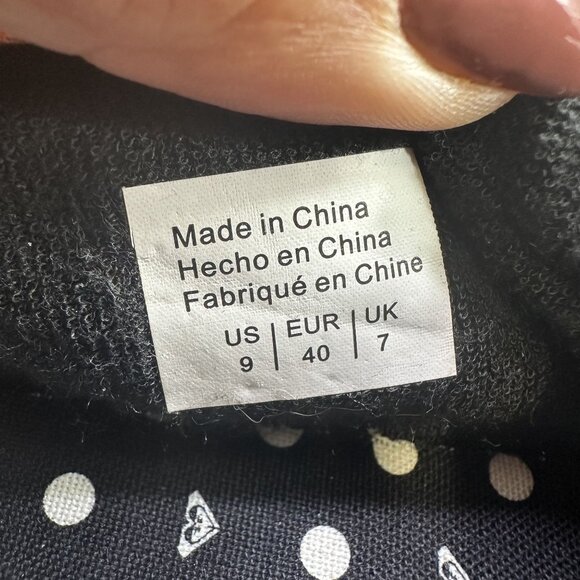 Made in China
Hecho en China
Fabriqué en Chine
US | EUR | UK
9 | 40 | 7